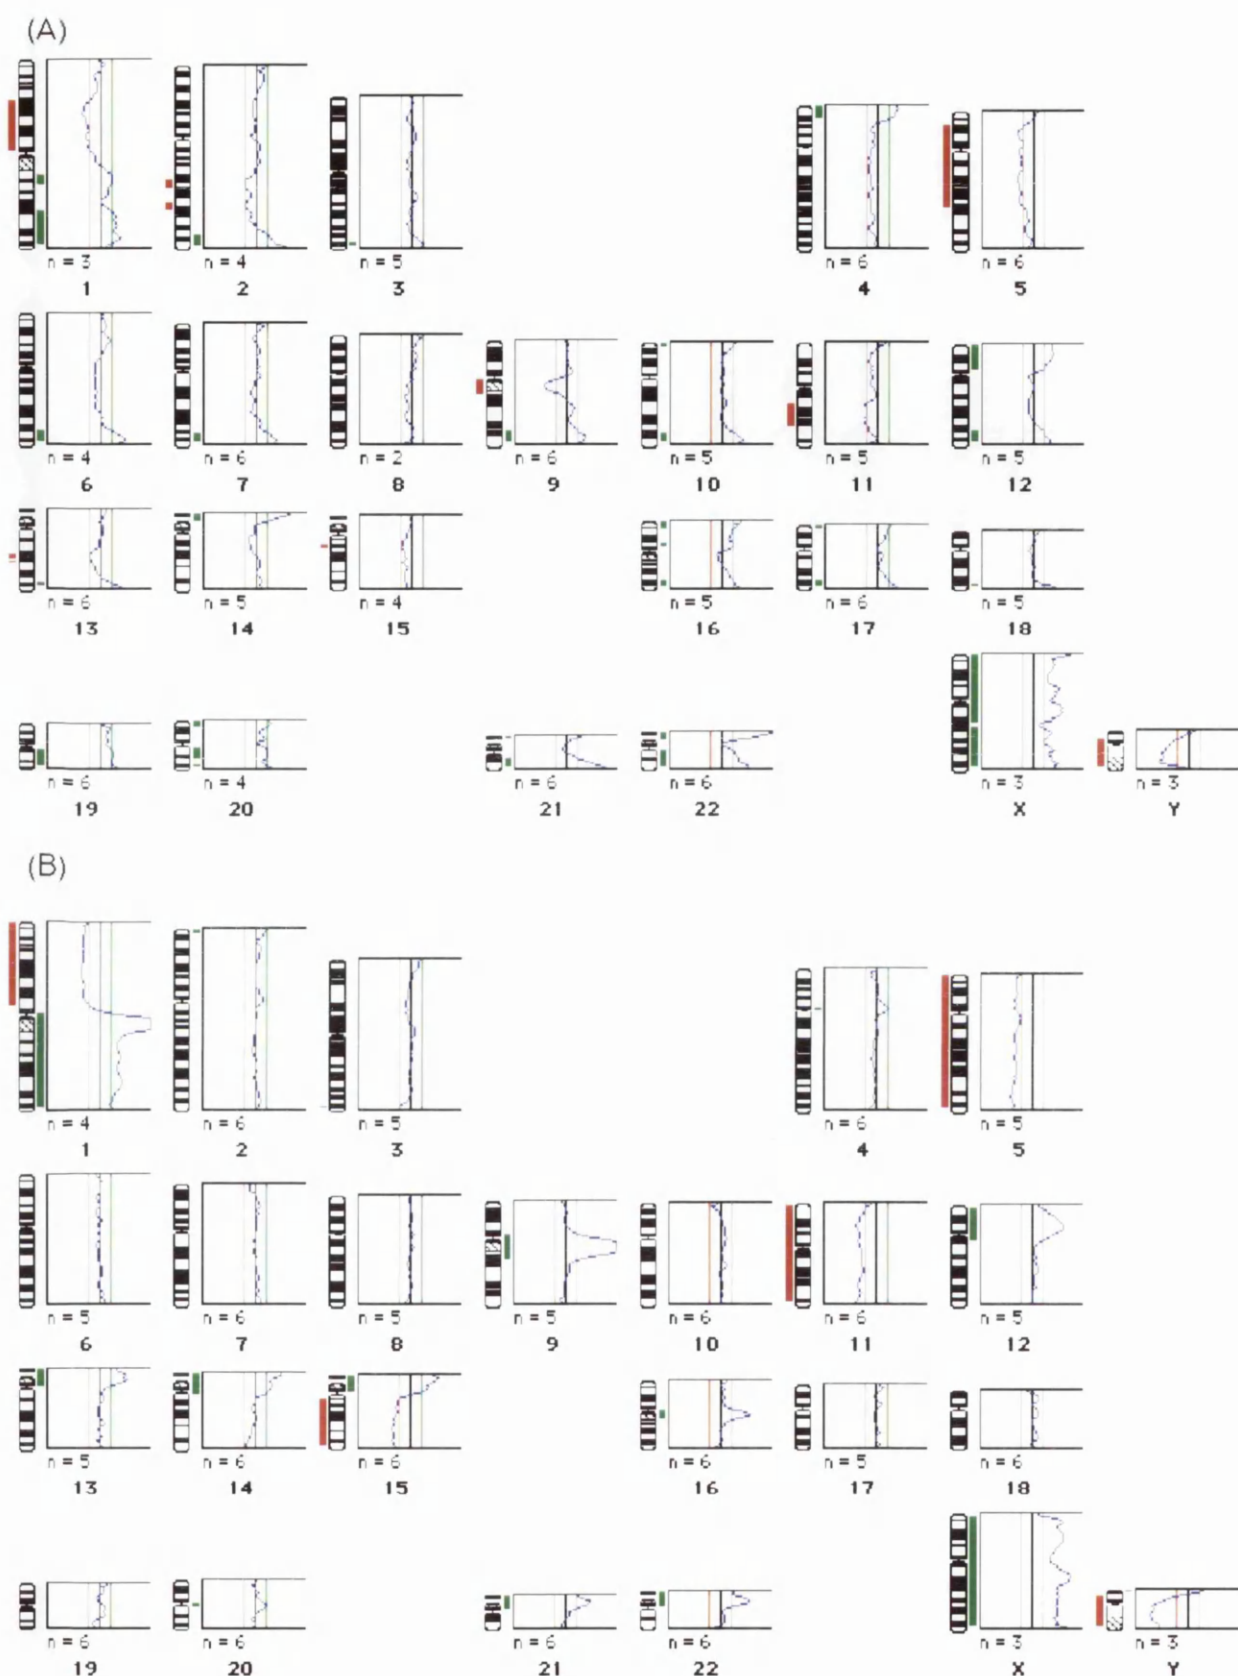 (A)
n = 3 n = 4 n = 5 n = 6 n = 6
1 2 3 4 5
n = 4 n = 6 n = 2 n = 6 n = 5 n = 5 n = 5
6 7 8 9 10 11 12
n = 6 n = 5 n = 4 n = 5 n = 6 n = 5
13 14 15 16 17 18
n = 3 n = 3
n = 6 n = 4 n = 6 n = 6 X Y
19 20 21 22
(B)
n = 4 n = 6 n = 5 n = 6 n = 5
1 2 3 4 5
n = 5 n = 6 n = 5 n = 5 n = 6 n = 5 n = 6
6 7 8 9 10 11 12
n = 5 n = 6 n = 6 n = 6 n = 5 n = 6
13 14 15 16 17 18
n = 6 n = 6 n = 6 n = 6 n = 3 n = 3
19 20 21 22 X Y